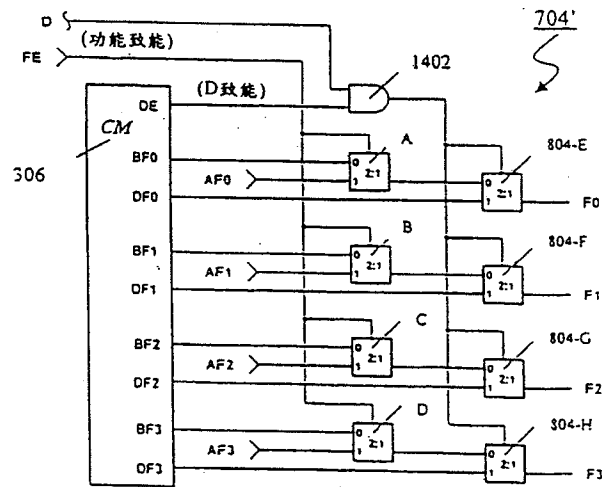 D
704'
(功能致能)
FE
1402
(D致能)
DE
CM
306
A
804-E
BF0
0
AF0
1
2:1
0
DF0
1
2:1
F0
B
804-F
BF1
0
AF1
1
2:1
0
DF1
1
2:1
F1
C
804-G
BF2
0
AF2
1
2:1
0
DF2
1
2:1
F2
D
804-H
BF3
0
AF3
1
2:1
0
DF3
1
2:1
F3